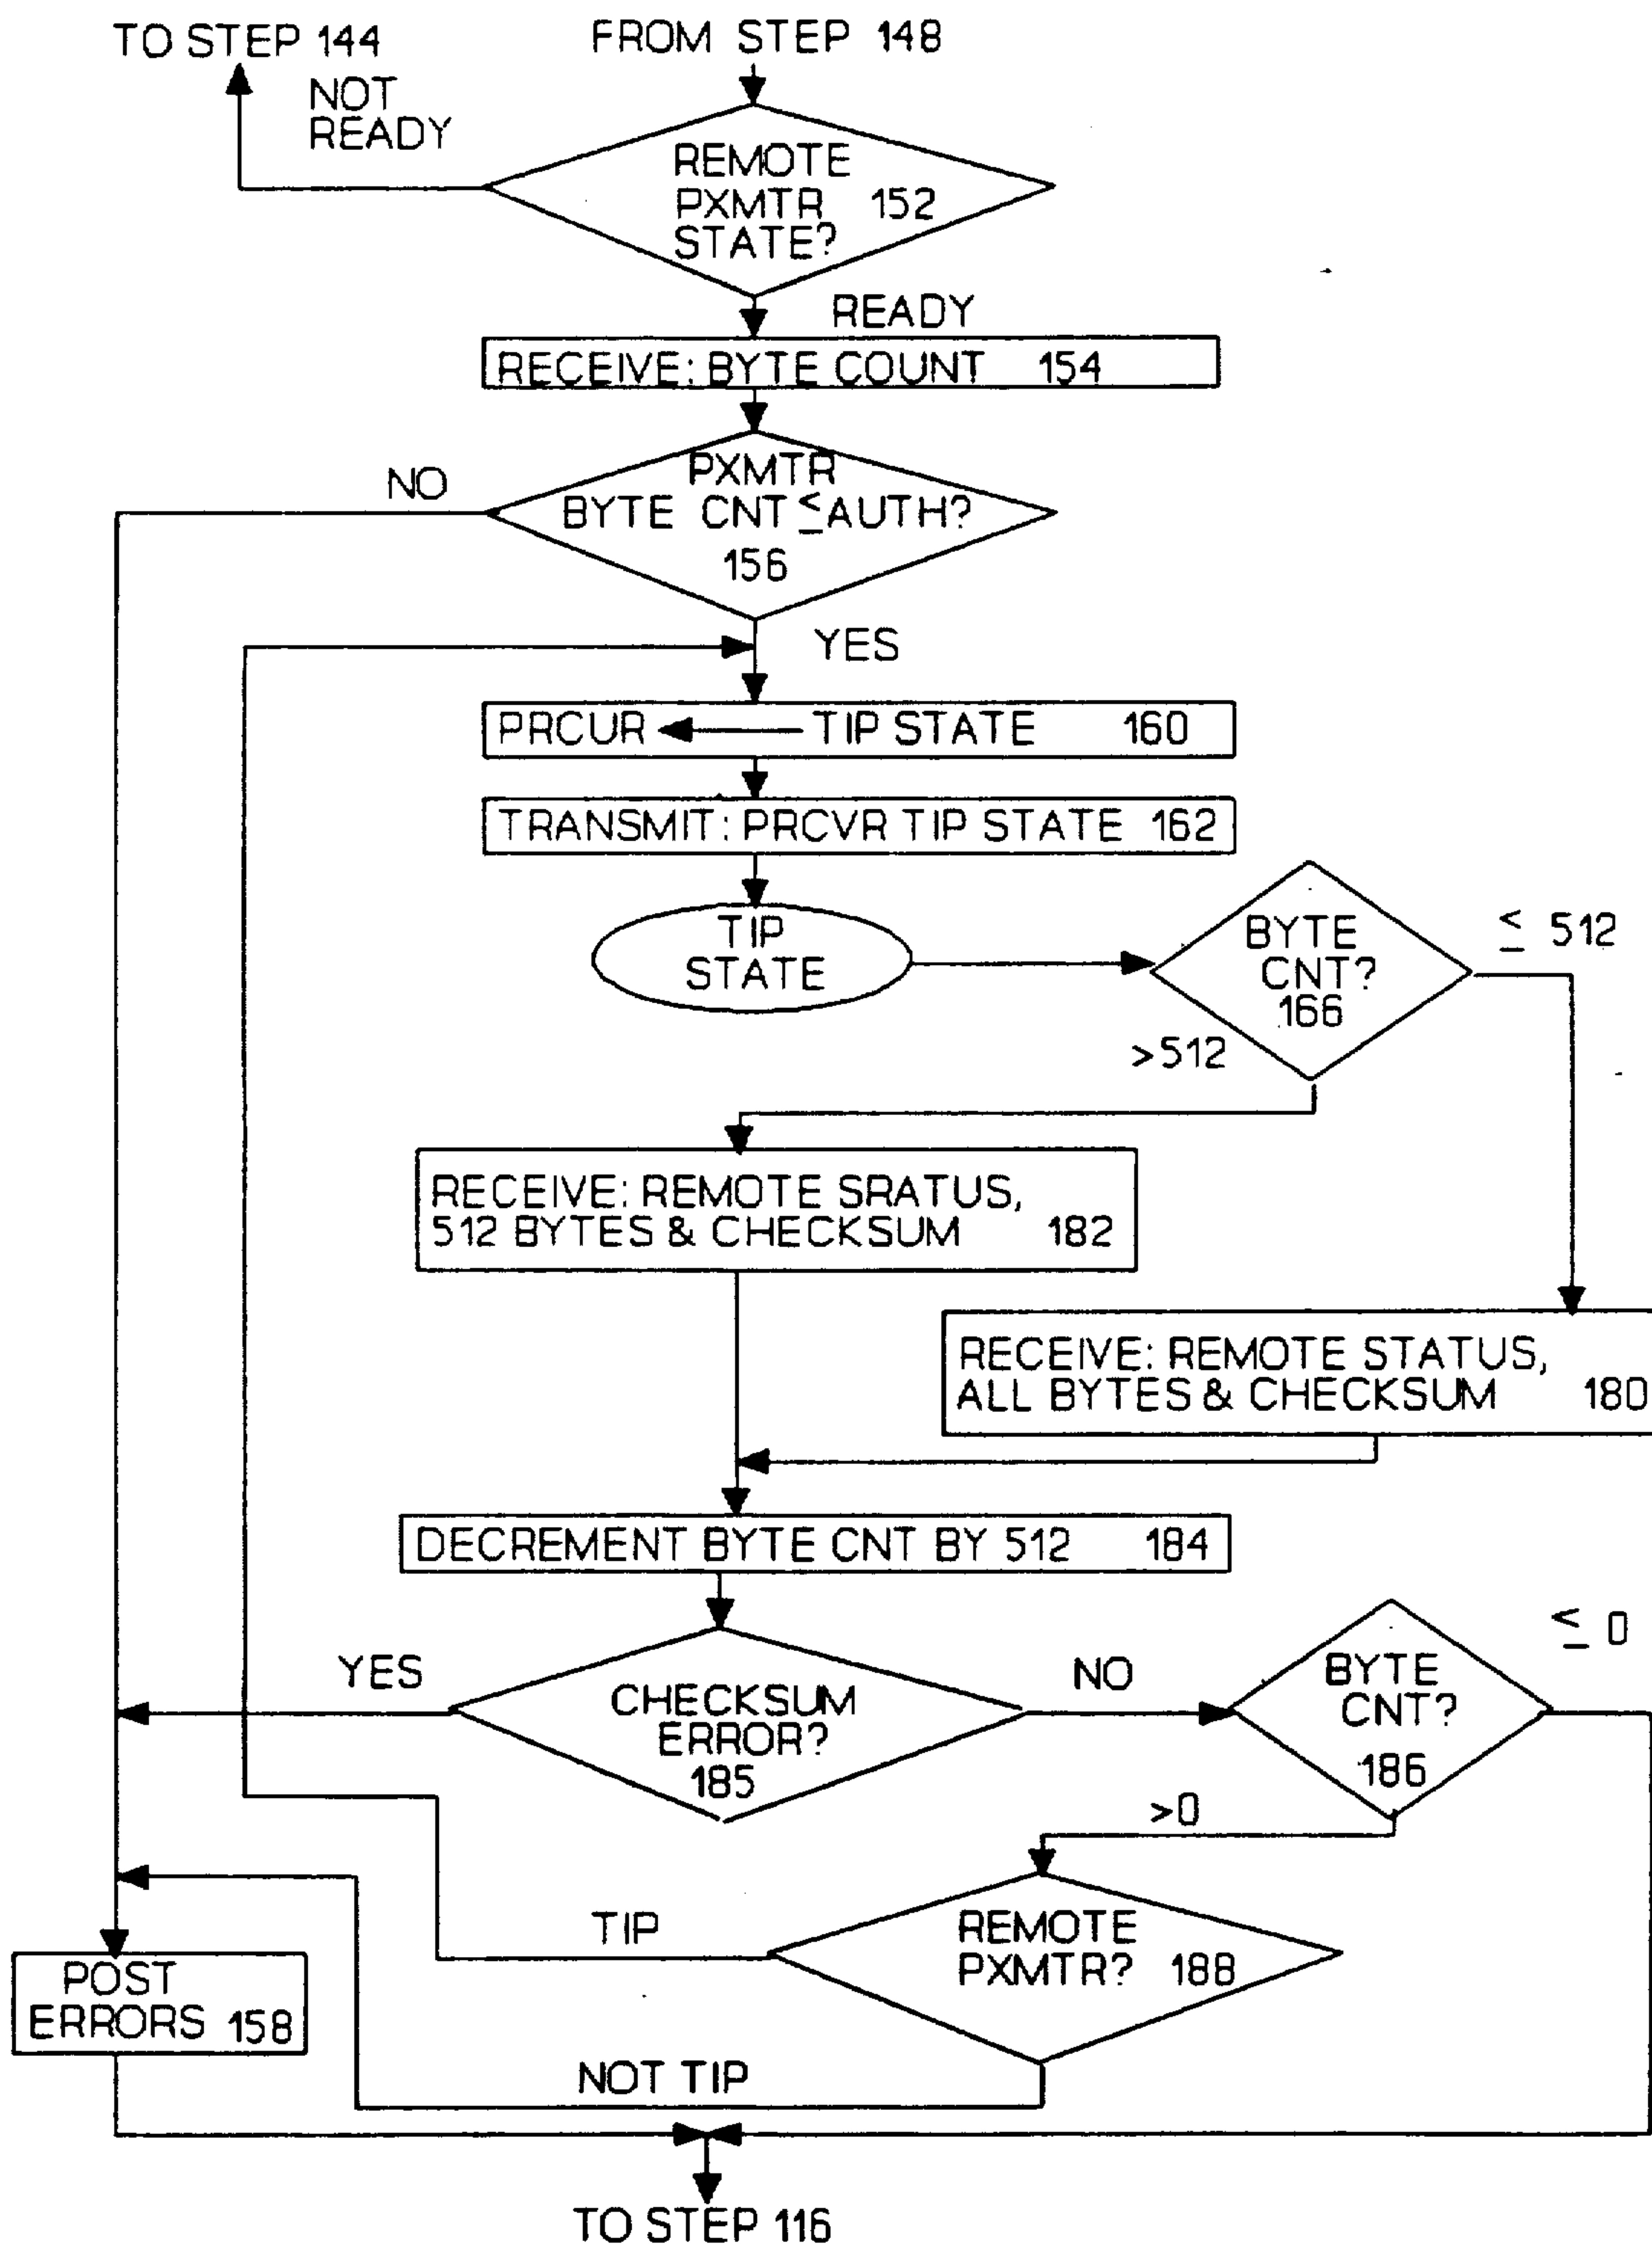 TO STEP 144
FROM STEP 148
NOT
READY
REMOTE
PXMTR 152
STATE?
READY
RECEIVE: BYTE COUNT 154
NO
PXMTR
BYTE CNT ≤ AUTH?
156
YES
PRCUR TIP STATE 160
TRANSMIT: PRCVR TIP STATE 162
TIP
STATE
BYTE
CNT?
166
≤ 512
>512
RECEIVE: REMOTE SRATUS,
512 BYTES & CHECKSUM 182
RECEIVE: REMOTE STATUS,
ALL BYTES & CHECKSUM 180
DECREMENT BYTE CNT BY 512 184
YES
CHECKSUM
ERROR?
185
NO
BYTE
CNT?
186
≤ 0
>0
TIP
REMOTE
PXMTR? 188
POST
ERRORS 158
NOT TIP
TO STEP 116